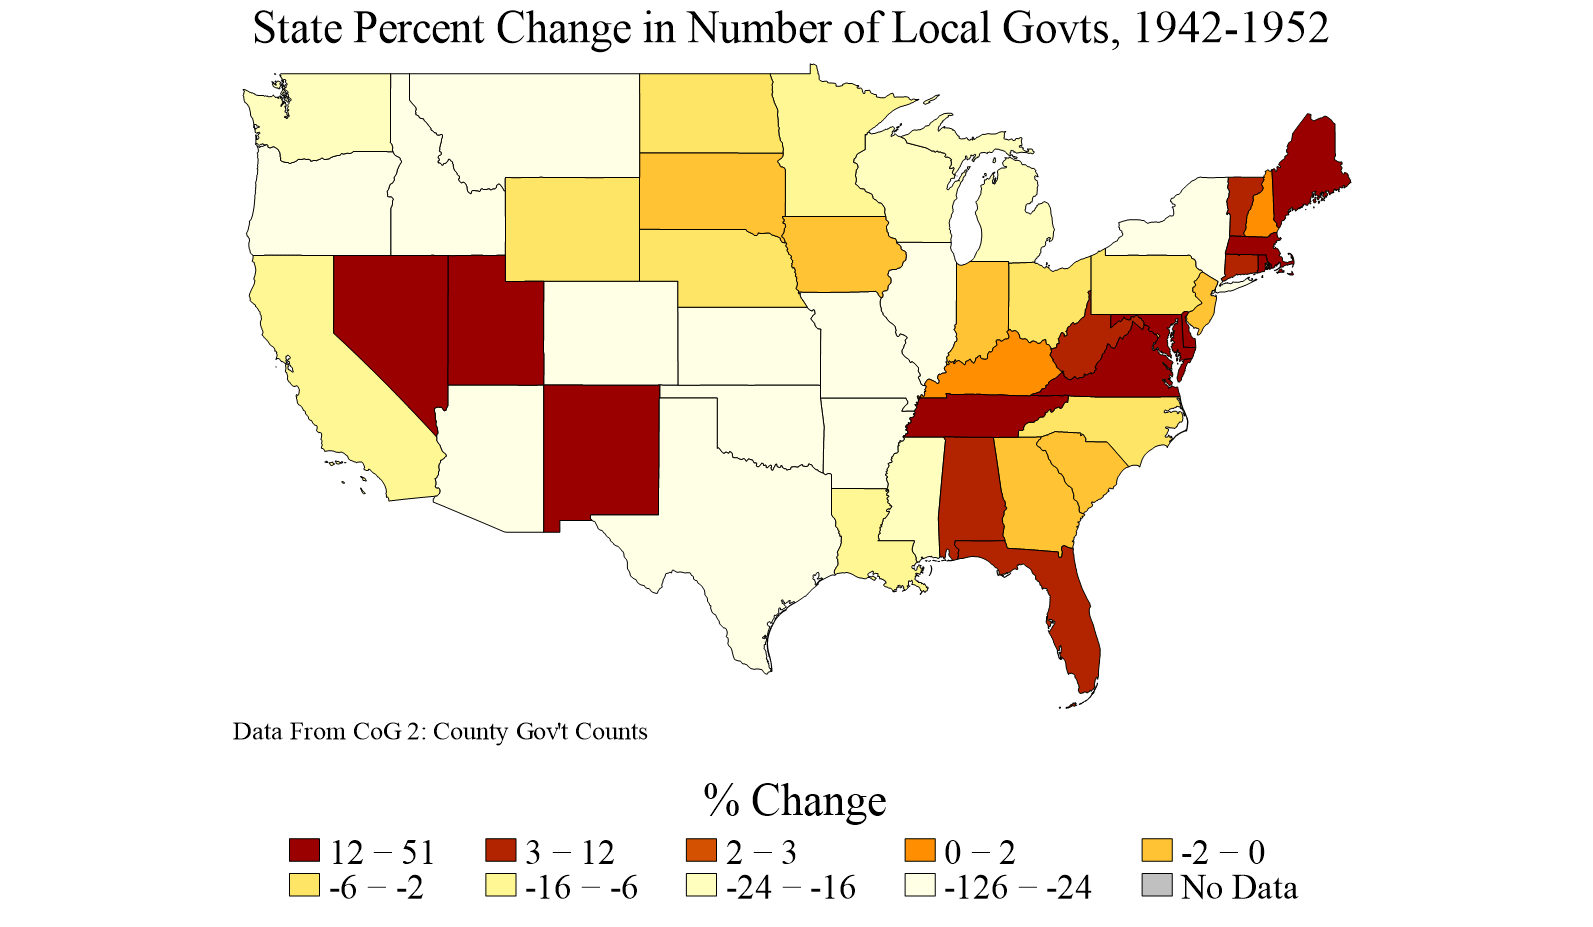 State Percent Change in Number of Local Govts, 1942-1952
Data From CoG 2: County Gov't Counts
% Change
12 − 51 3 − 12 2 − 3 0 − 2 -2 − 0
-6 − -2 -16 − -6 -24 − -16 -126 − -24 No Data